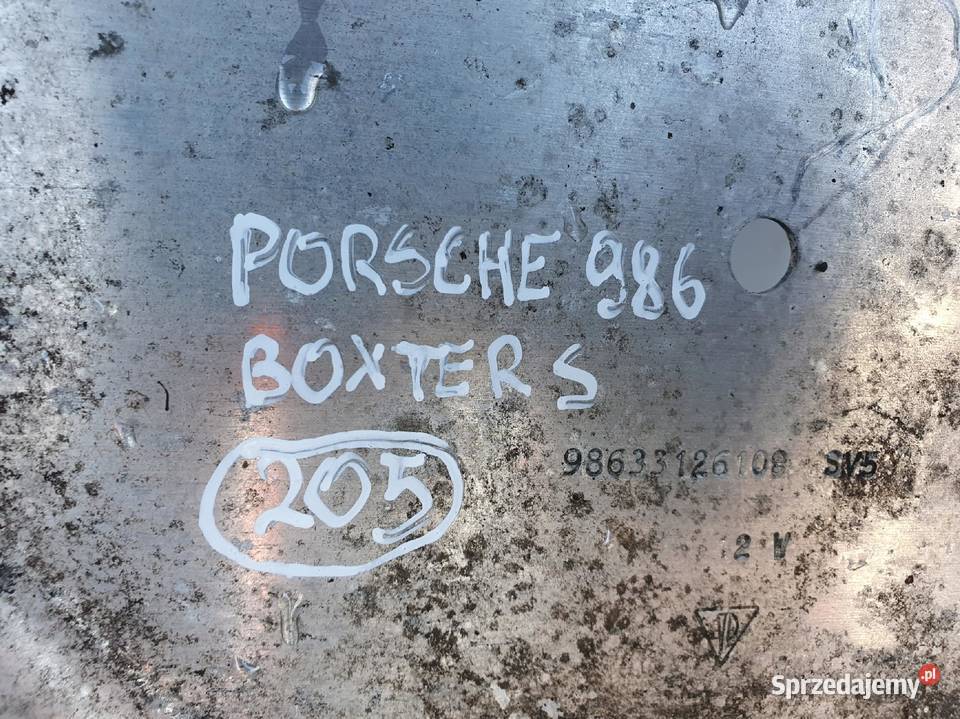 PORSCHE 986
BOXTER S
205
98633126108 SV5
2 V
Sprzedajemy.pl